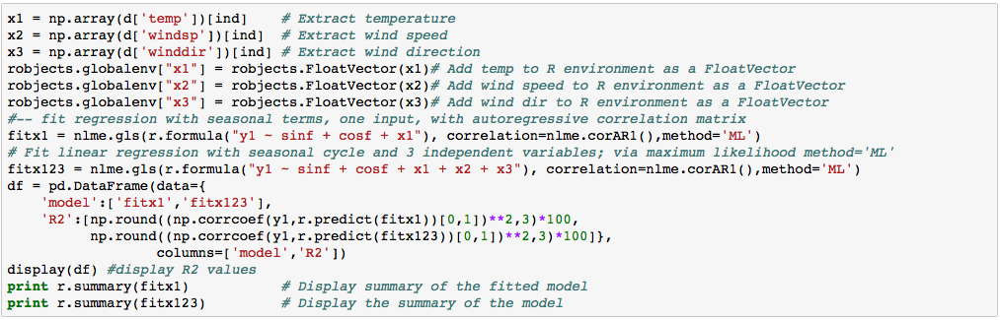 x1 = np.array(d['temp'])[ind]    # Extract temperature
x2 = np.array(d['windsp'])[ind]  # Extract wind speed
x3 = np.array(d['winddir'])[ind] # Extract wind direction
robjects.globalenv["x1"] = robjects.FloatVector(x1)# Add temp to R environment as a FloatVector
robjects.globalenv["x2"] = robjects.FloatVector(x2)# Add wind speed to R environment as a FloatVector
robjects.globalenv["x3"] = robjects.FloatVector(x3)# Add wind dir to R environment as a FloatVector
#-- fit regression with seasonal terms, one input, with autoregressive correlation matrix
fitx1 = nlme.gls(r.formula("y1 ~ sinf + cosf + x1"), correlation=nlme.corAR1(),method='ML')
# Fit linear regression with seasonal cycle and 3 independent variables; via maximum likelihood method='ML'
fitx123 = nlme.gls(r.formula("y1 ~ sinf + cosf + x1 + x2 + x3"), correlation=nlme.corAR1(),method='ML')
df = pd.DataFrame(data={
    'model':['fitx1','fitx123'],
    'R2':[np.round((np.corrcoef(y1,r.predict(fitx1))[0,1])**2,3)*100,
          np.round((np.corrcoef(y1,r.predict(fitx123))[0,1])**2,3)*100]},
                  columns=['model','R2'])
display(df) #display R2 values
print r.summary(fitx1)           # Display summary of the fitted model
print r.summary(fitx123)         # Display the summary of the model